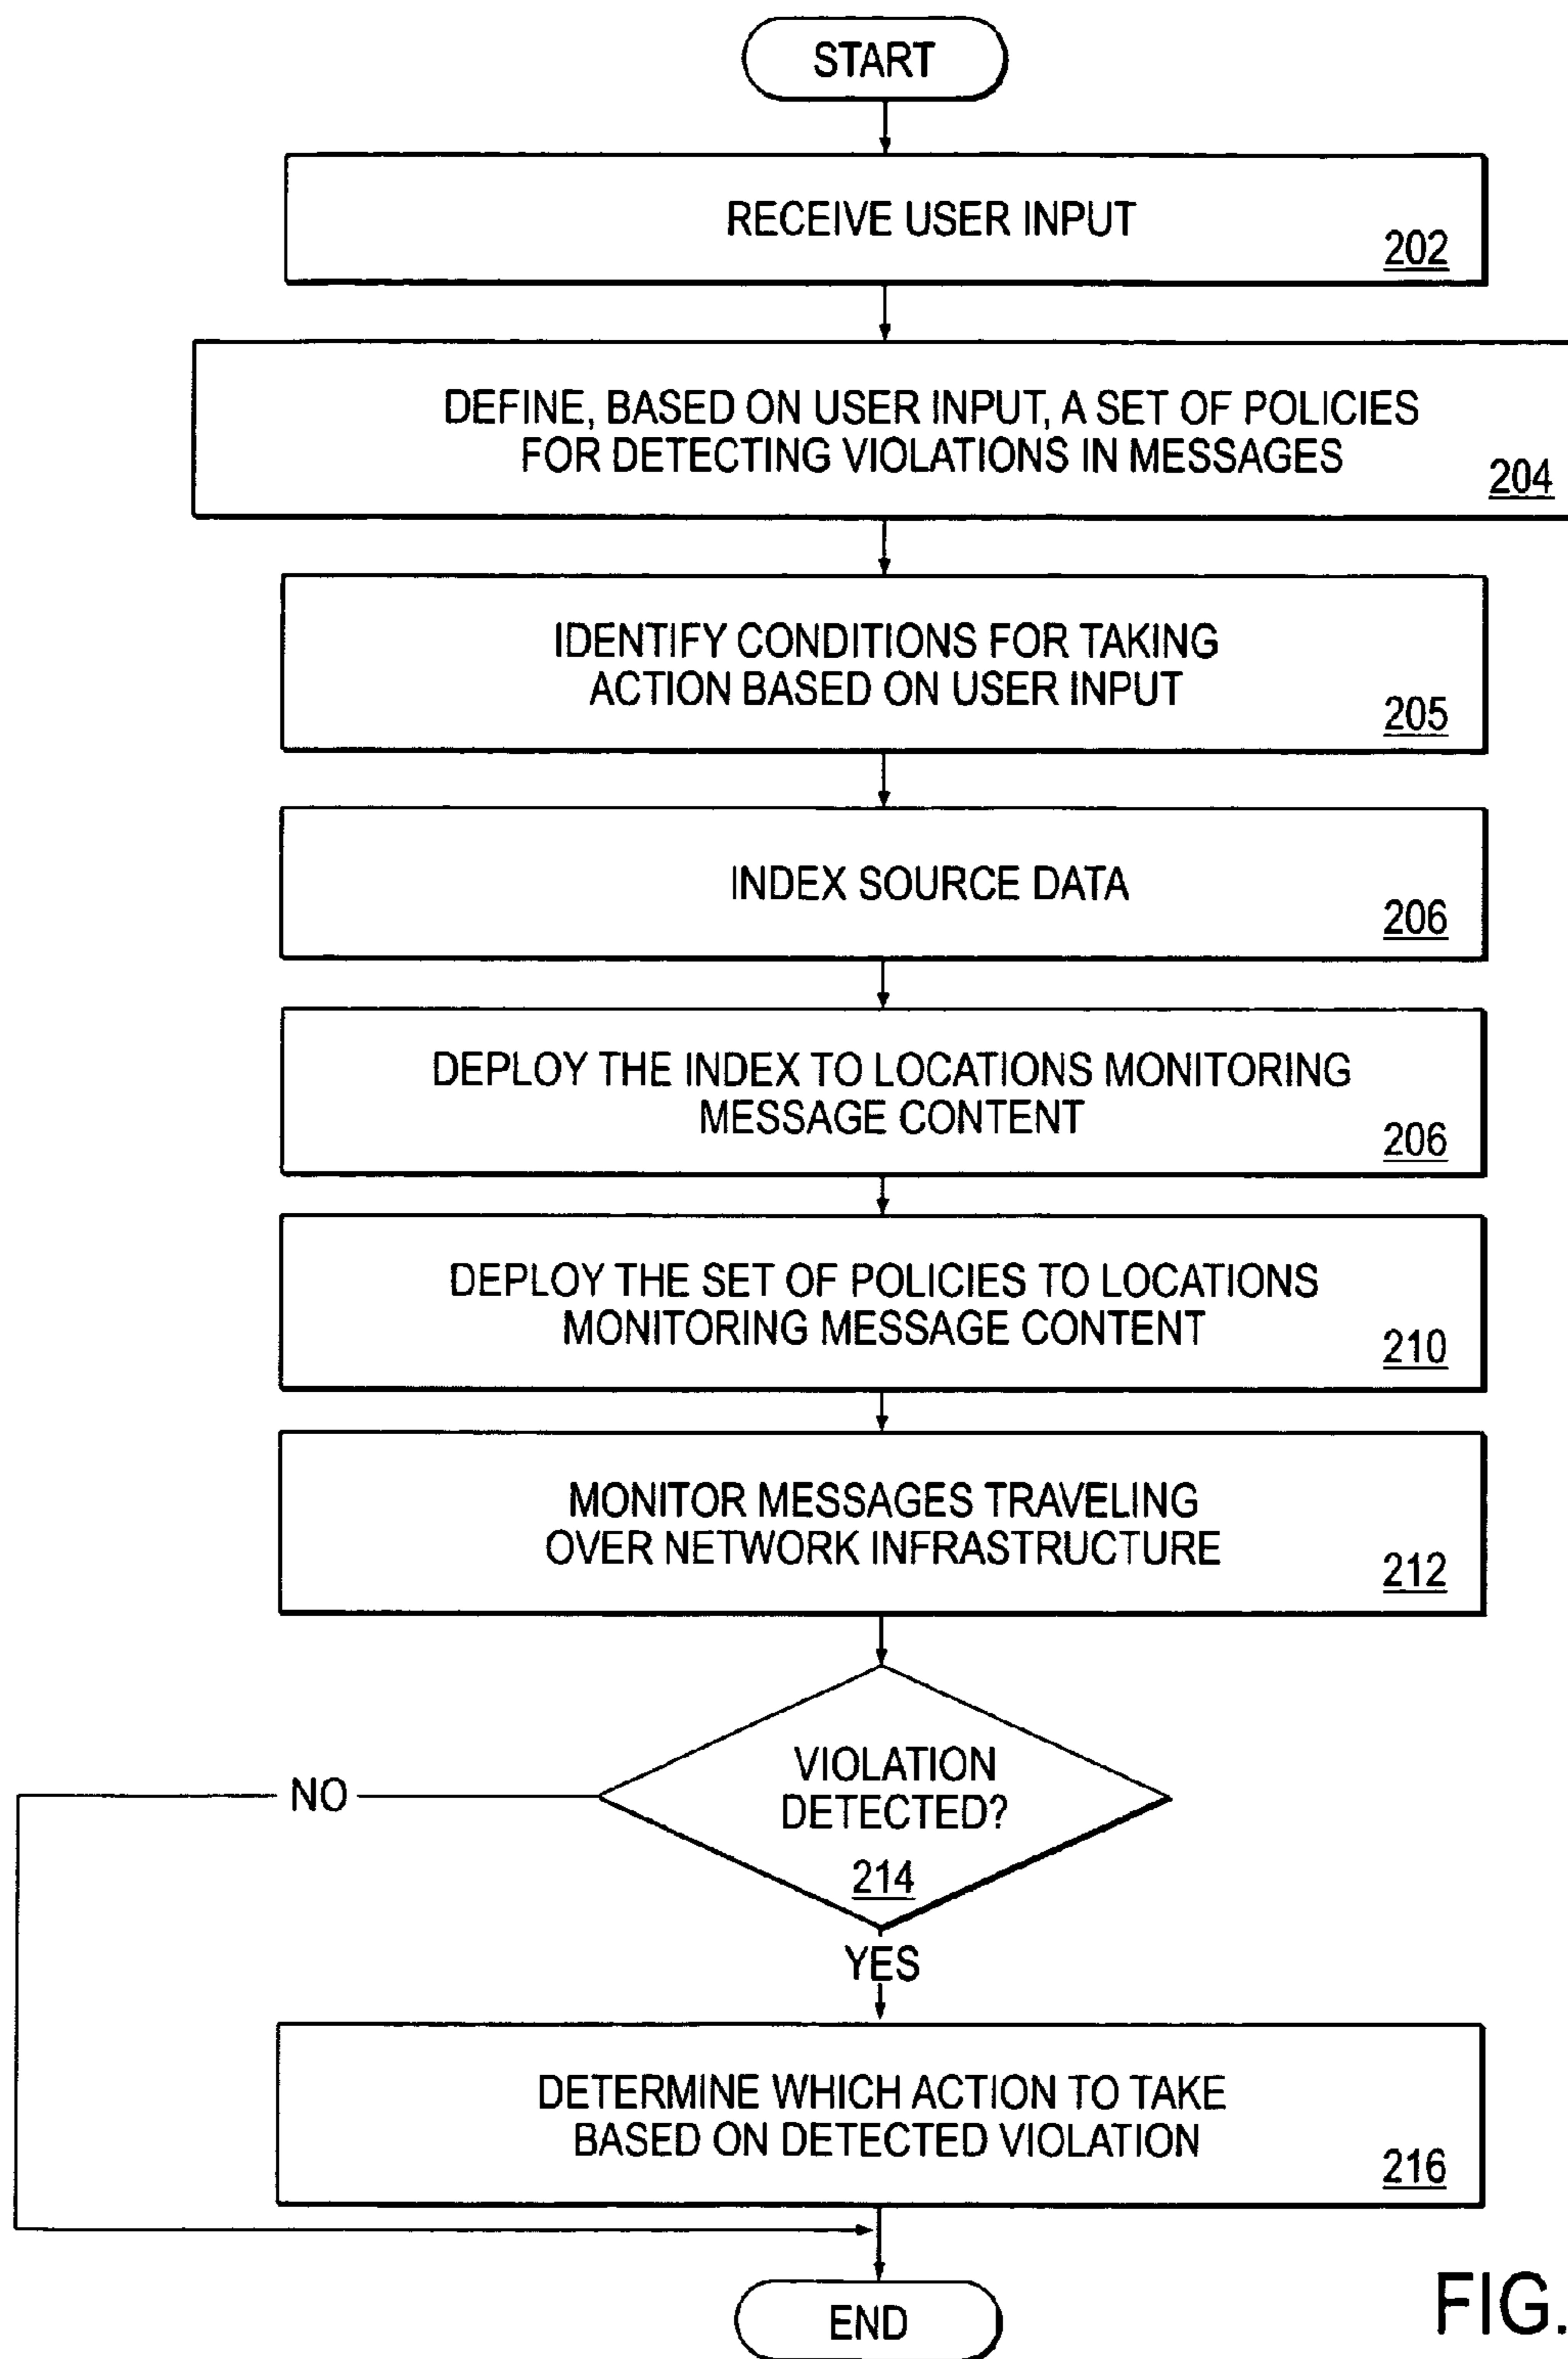 START
RECEIVE USER INPUT
202
DEFINE, BASED ON USER INPUT, A SET OF POLICIES
FOR DETECTING VIOLATIONS IN MESSAGES
204
IDENTIFY CONDITIONS FOR TAKING
ACTION BASED ON USER INPUT
205
INDEX SOURCE DATA
206
DEPLOY THE INDEX TO LOCATIONS MONITORING
MESSAGE CONTENT
206
DEPLOY THE SET OF POLICIES TO LOCATIONS
MONITORING MESSAGE CONTENT
210
MONITOR MESSAGES TRAVELING
OVER NETWORK INFRASTRUCTURE
212
VIOLATION
DETECTED?
214
NO
YES
DETERMINE WHICH ACTION TO TAKE
BASED ON DETECTED VIOLATION
216
END
FIG.